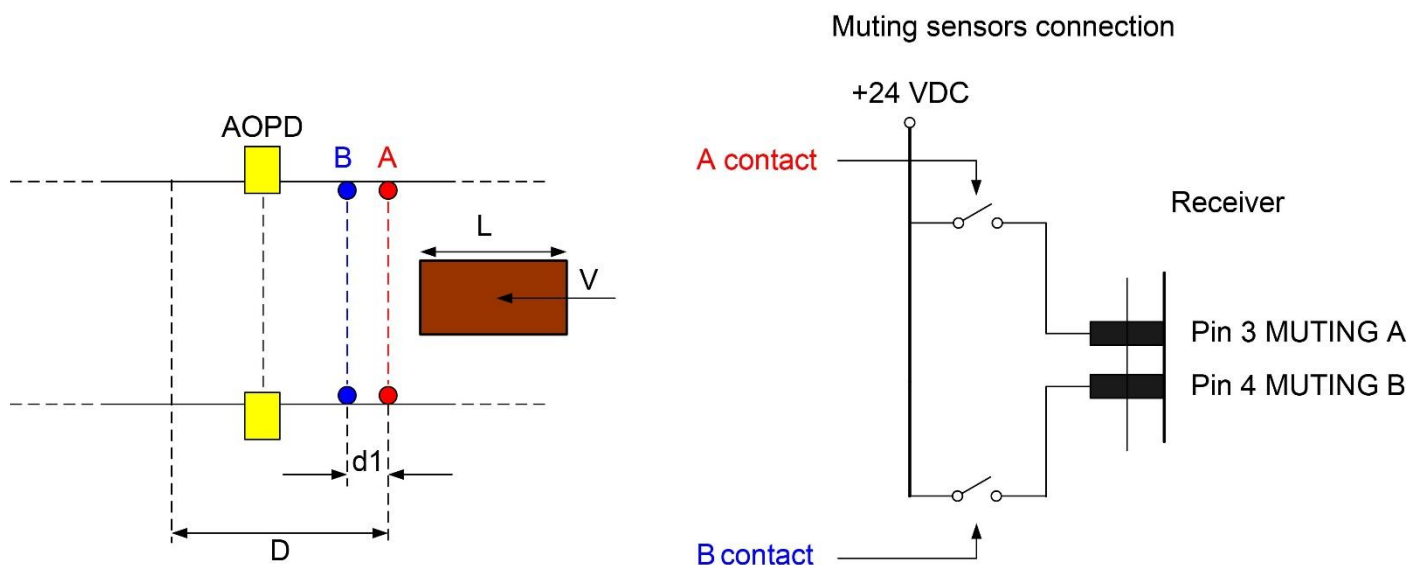 Muting sensors connection
+24 VDC
AOPD
B
A
A contact
L
V
Receiver
Pin 3 MUTING A
Pin 4 MUTING B
d1
D
B contact